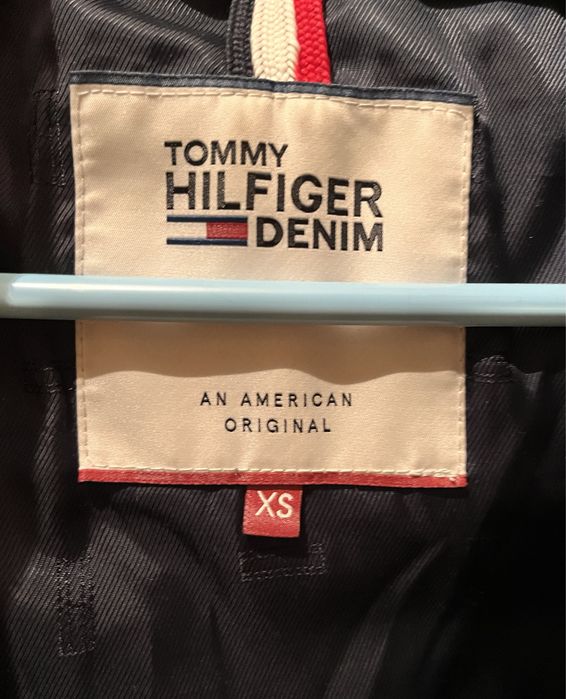 TOMMY
HILFIGER
DENIM
AN AMERICAN
ORIGINAL
XS